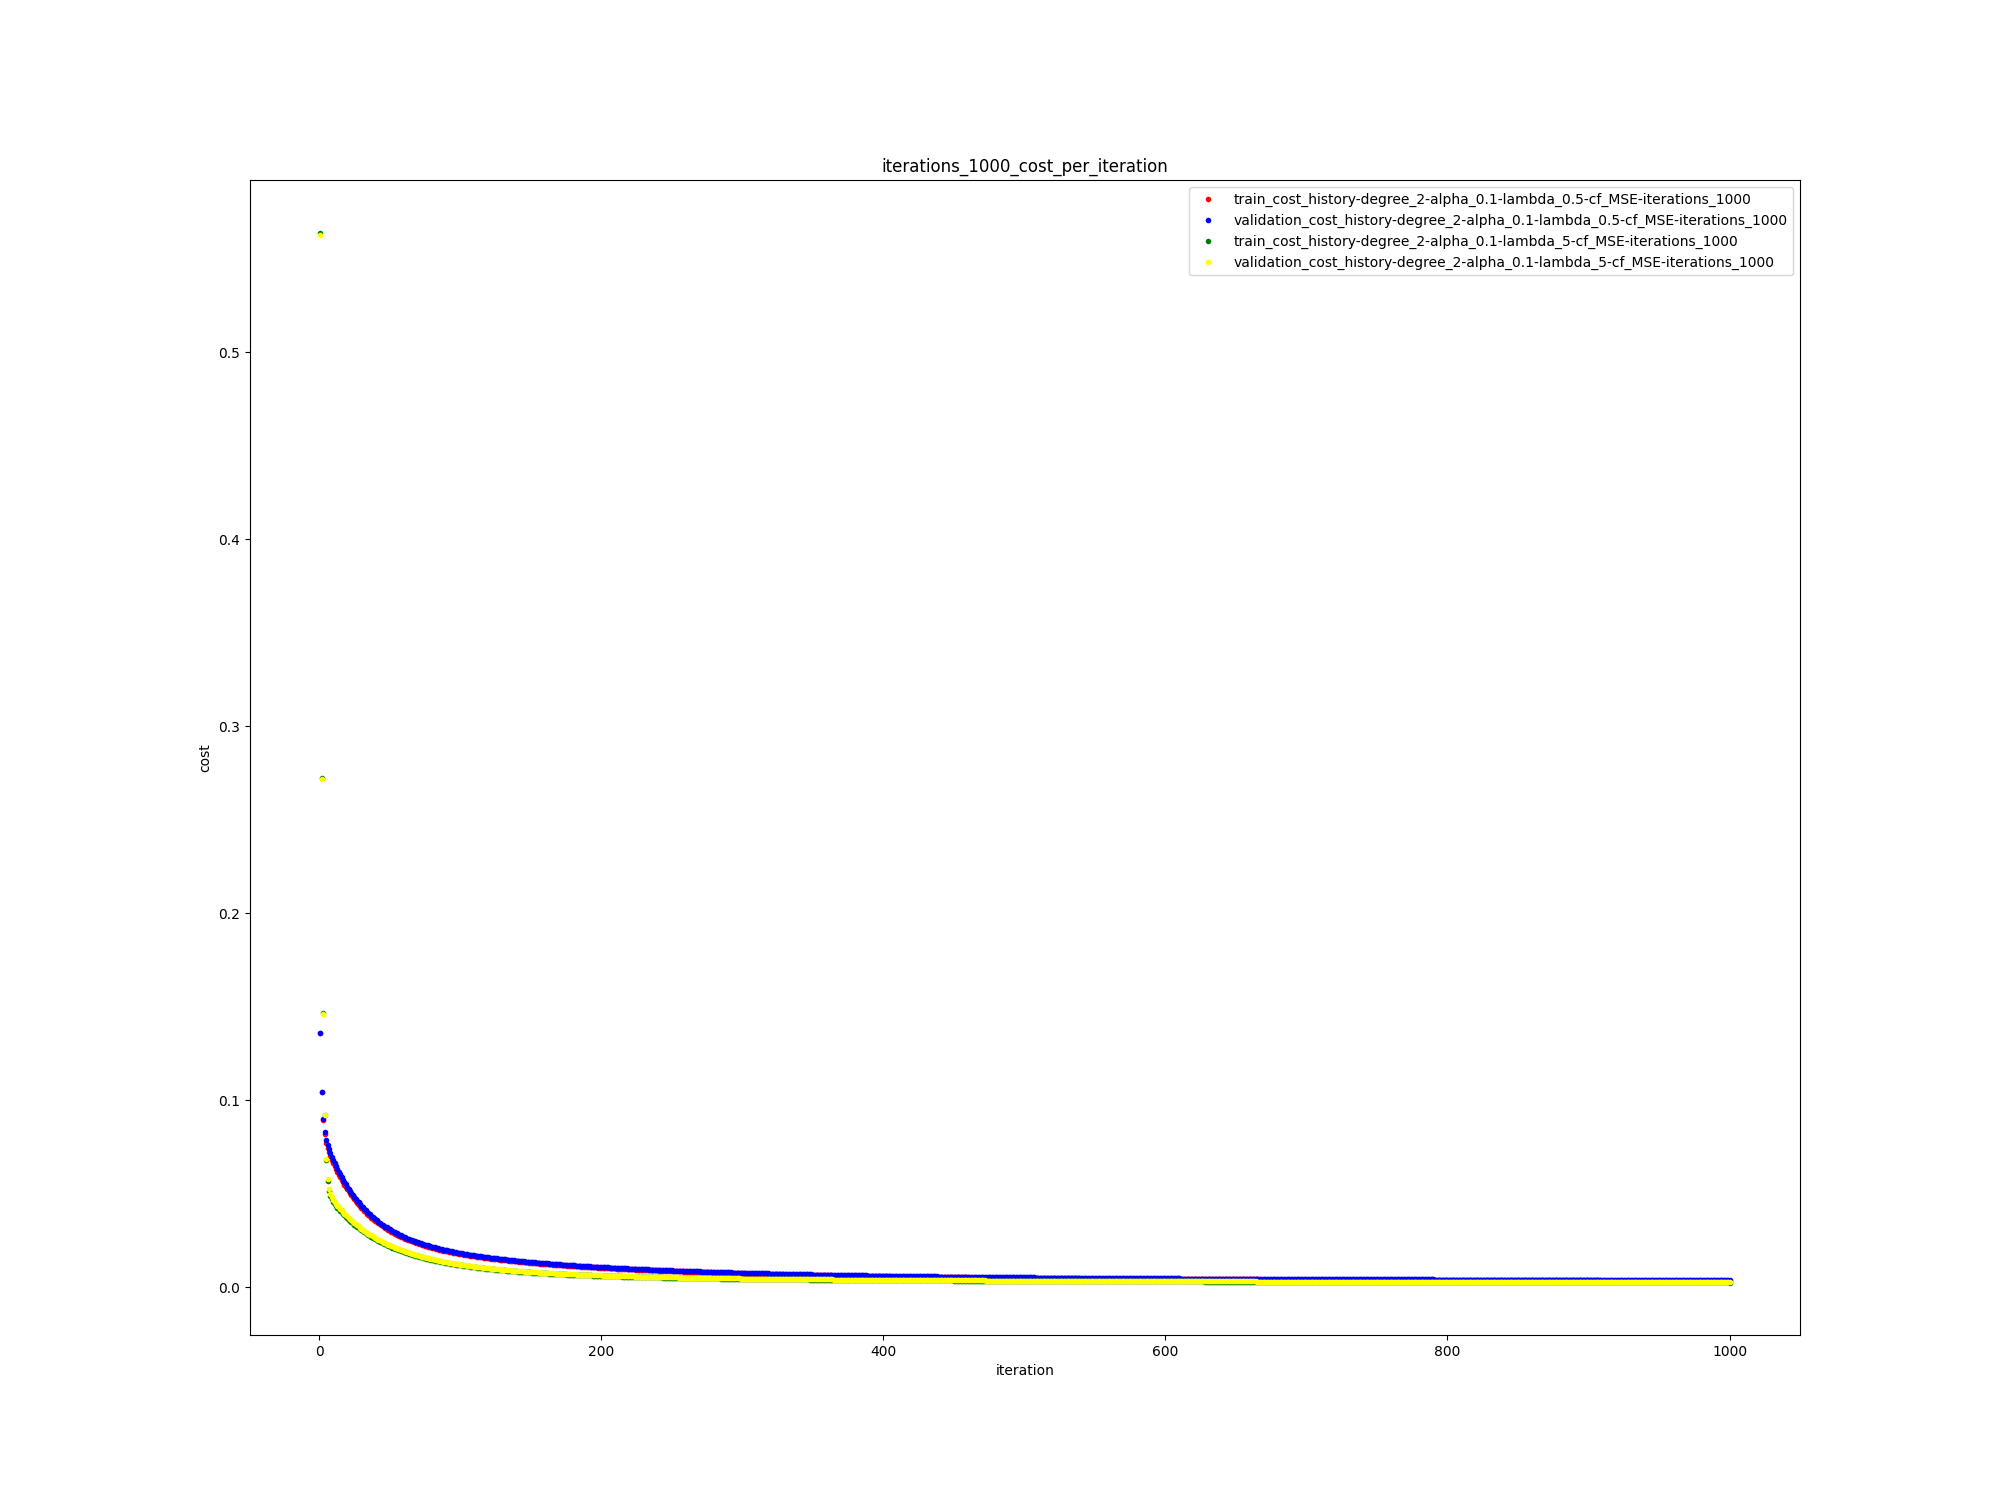 iterations_1000_cost_per_iteration
train_cost_history-degree_2-alpha_0.1-lambda_0.5-cf_MSE-iterations_1000
validation_cost_history-degree_2-alpha_0.1-lambda_0.5-cf_MSE-iterations_1000
train_cost_history-degree_2-alpha_0.1-lambda_5-cf_MSE-iterations_1000
validation_cost_history-degree_2-alpha_0.1-lambda_5-cf_MSE-iterations_1000
0.5
0.4
0.3
0.2
0.1
0.0
cost
0 200 400 600 800 1000
iteration